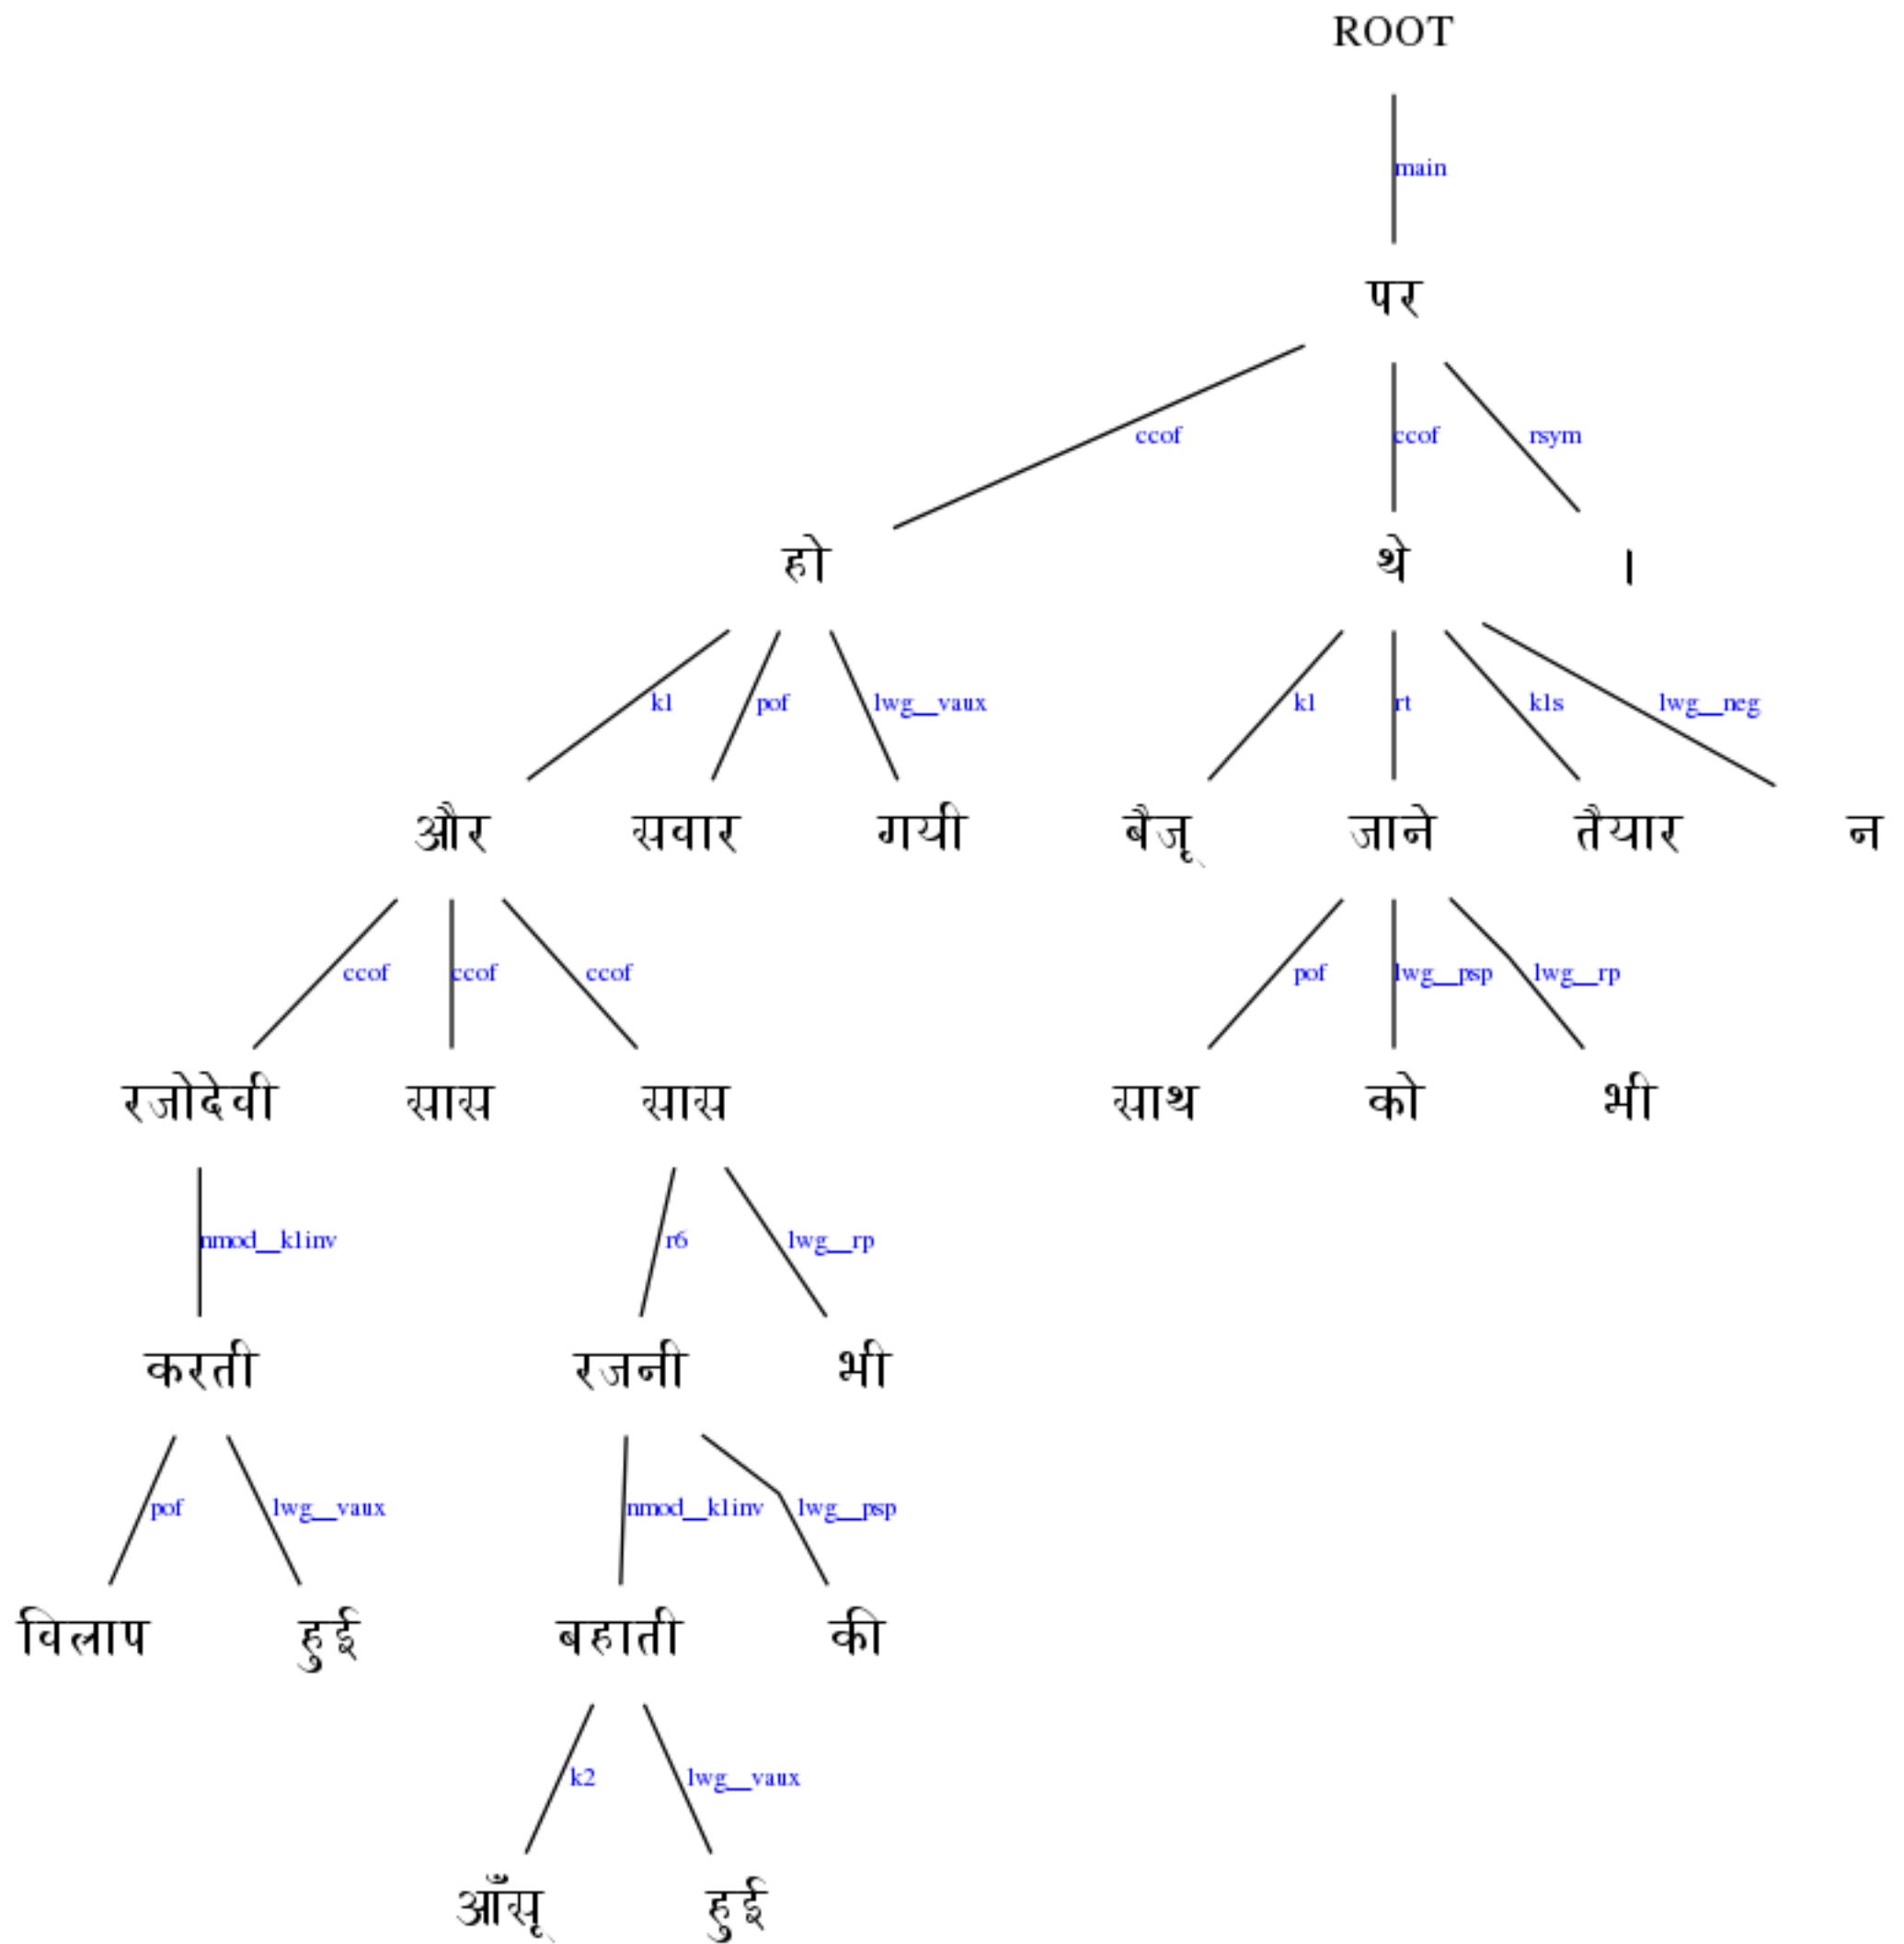 ROOT
main
पर
ccof ccof rsym
हो थे ।
k1 pof lwg__vaux k1 rt k1s lwg__neg
और सवार गयी बैजू जाने तैयार न
ccof ccof ccof pof lwg__psp lwg__rp
रजोदेवी सास सास साथ को भी
nmod__k1inv r6 lwg__rp
करती रजनी भी
pof lwg__vaux nmod__k1inv lwg__psp
विलाप हुई बहाती की
k2 lwg__vaux
आँसू हुई